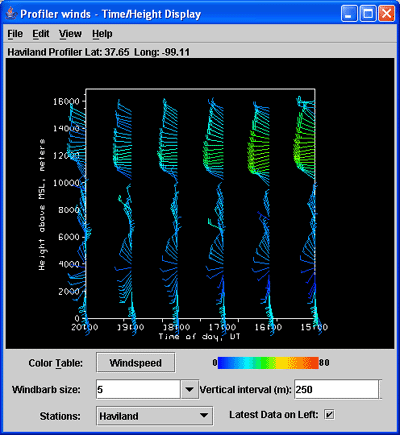 Profiler winds - Time/Height Display
File Edit View Help
Haviland Profiler Lat: 37.65 Long: -99.11
16000
14000
12000
10000
8000
6000
4000
2000
0
Height above MSL, meters
20:00 19:00 18:00 17:00 16:00 15:00
Time of day, UT
Color Table: Windspeed 0 80
Windbarb size: 5 Vertical interval (m): 250
Stations: Haviland Latest Data on Left: